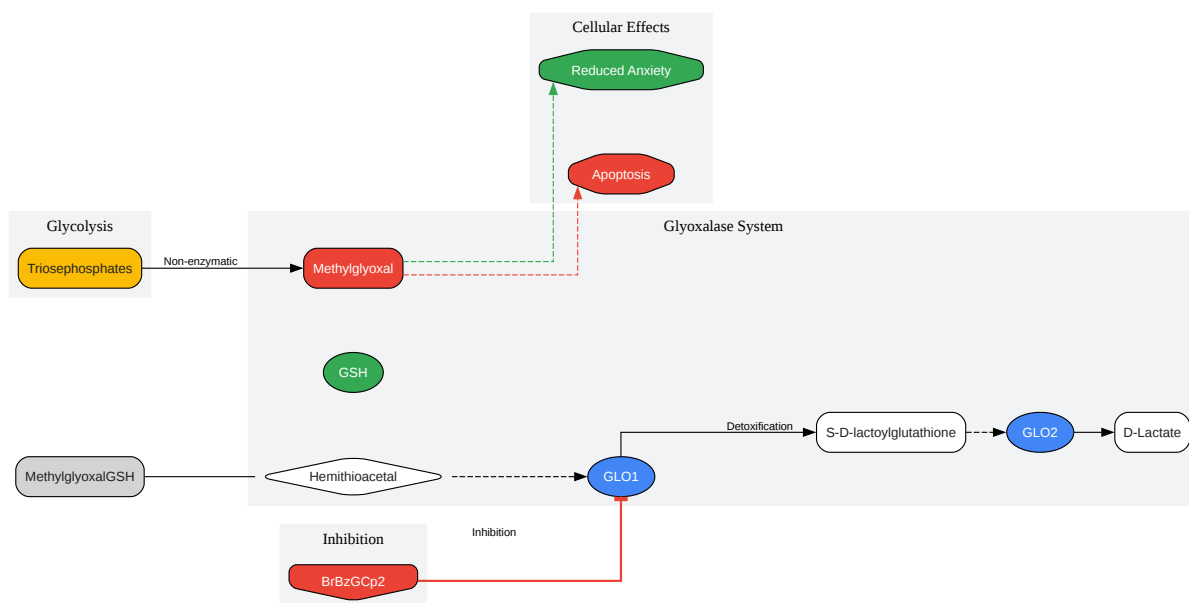 Cellular Effects
Reduced Anxiety
Apoptosis
Glycolysis
Glyoxalase System
Triosephosphates
Non-enzymatic
Methylglyoxal
GSH
Detoxification
S-D-lactoylglutathione
GLO2
D-Lactate
MethylglyoxalGSH
Hemithioacetal
GLO1
Inhibition
Inhibition
BrBzGCp2